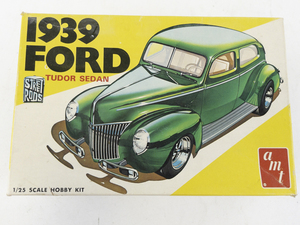 1939
FORD
TUDOR SEDAN
STREET
RODS
amt
1/25 SCALE HOBBY KIT